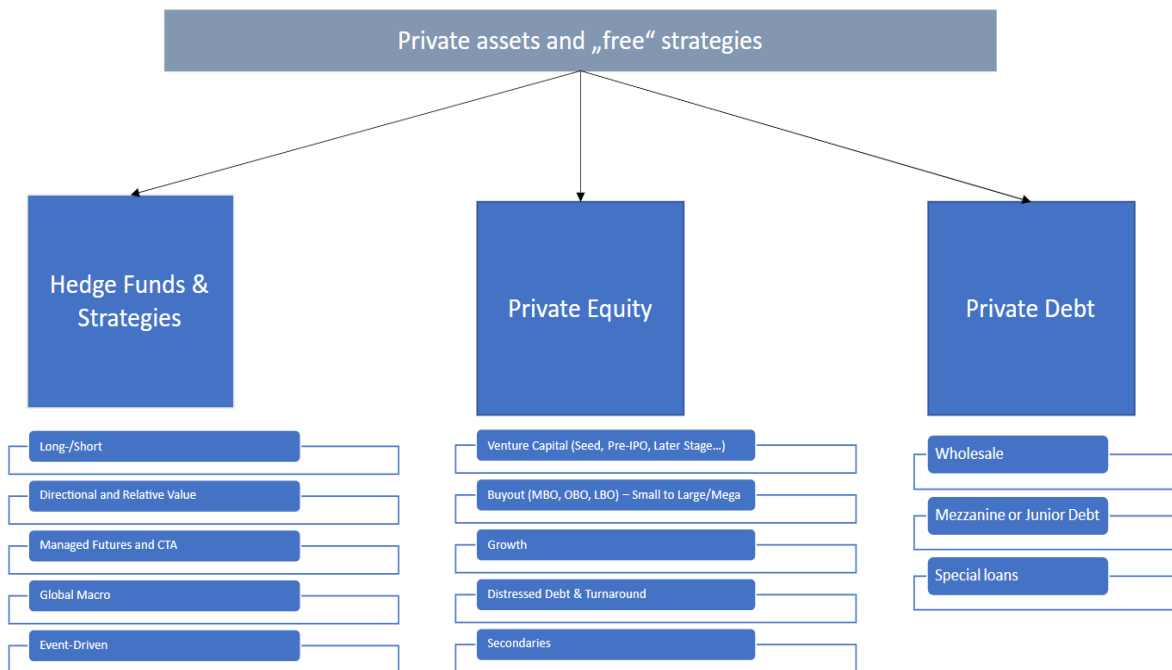 Private assets and „free“ strategies
Hedge Funds &
Strategies
Private Equity
Private Debt
Long-/Short
Directional and Relative Value
Managed Futures and CTA
Global Macro
Event-Driven
Venture Capital (Seed, Pre-IPO, Later Stage…)
Buyout (MBO, OBO, LBO) – Small to Large/Mega
Growth
Distressed Debt & Turnaround
Secondaries
Wholesale
Mezzanine or Junior Debt
Special loans